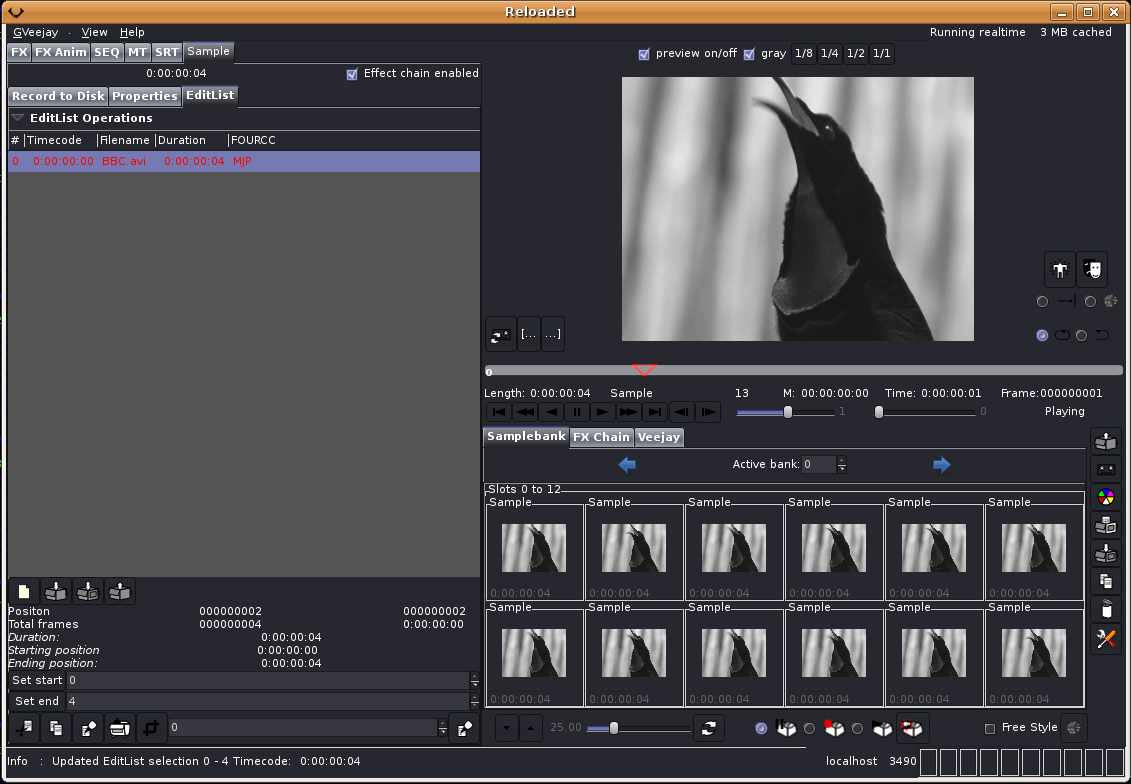 Reloaded
GVeejay · View Help
Running realtime 3 MB cached
FX FX Anim SEQ MT SRT Sample
0:00:00:04 Effect chain enabled
preview on/off gray 1/8 1/4 1/2 1/1
Record to Disk Properties EditList
EditList Operations
# Timecode Filename Duration FOURCC
0 0:00:00:00 BBC.avi 0:00:00:04 MJP
[... ...]
0
Length: 0:00:00:04 Sample 13 M: 00:00:00:00 Time: 0:00:00:01 Frame:000000001
1 0 Playing
Samplebank FX Chain Veejay
Active bank: 0
Slots 0 to 12
Sample Sample Sample Sample Sample Sample
0:00:00:04 0:00:00:04 0:00:00:04 0:00:00:04 0:00:00:04 0:00:00:04
Sample Sample Sample Sample Sample Sample
0:00:00:04 0:00:00:04 0:00:00:04 0:00:00:04 0:00:00:04 0:00:00:04
Positon 000000002 000000002
Total frames 000000004 0:00:00:00
Duration: 0:00:00:04
Starting position 0:00:00:00
Ending position: 0:00:00:04
Set start 0
Set end 4
0
25.00 Free Style
Info : Updated EditList selection 0 - 4 Timecode: 0:00:00:04
localhost 3490